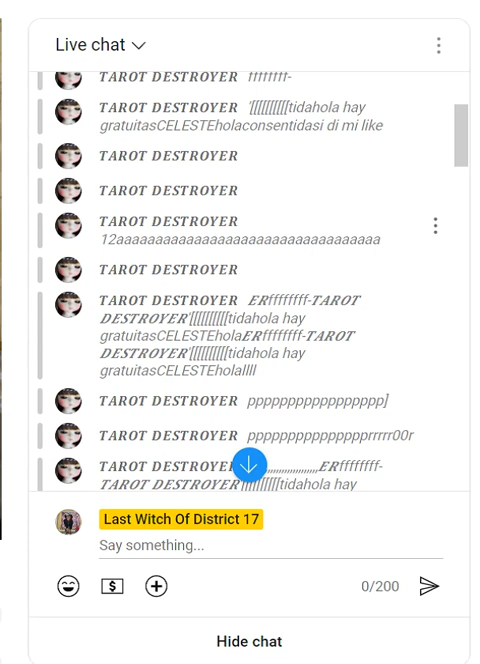 Live chat
TAROT DESTROYER ffffffff-
TAROT DESTROYER '[[[[[[[[[[tidahola hay
gratuitasCELESTEholaconsentidasi di mi like
TAROT DESTROYER
TAROT DESTROYER
TAROT DESTROYER
12aaaaaaaaaaaaaaaaaaaaaaaaaaaaaaaaa
TAROT DESTROYER
TAROT DESTROYER ERffffffff-TAROT
DESTROYER'[[[[[[[[[[tidahola hay
gratuitasCELESTEholaERffffffff-TAROT
DESTROYER'[[[[[[[[[[tidahola hay
gratuitasCELESTEholallll
TAROT DESTROYER ppppppppppppppppp]
TAROT DESTROYER pppppppppppppppprrrrr00r
TAROT DESTROYER ,,,,,,,,,,,,,,,,,,,ERffffffff-
TAROT DESTROYER'[[[[[[[[[[tidahola hay
Last Witch Of District 17
Say something...
0/200
Hide chat